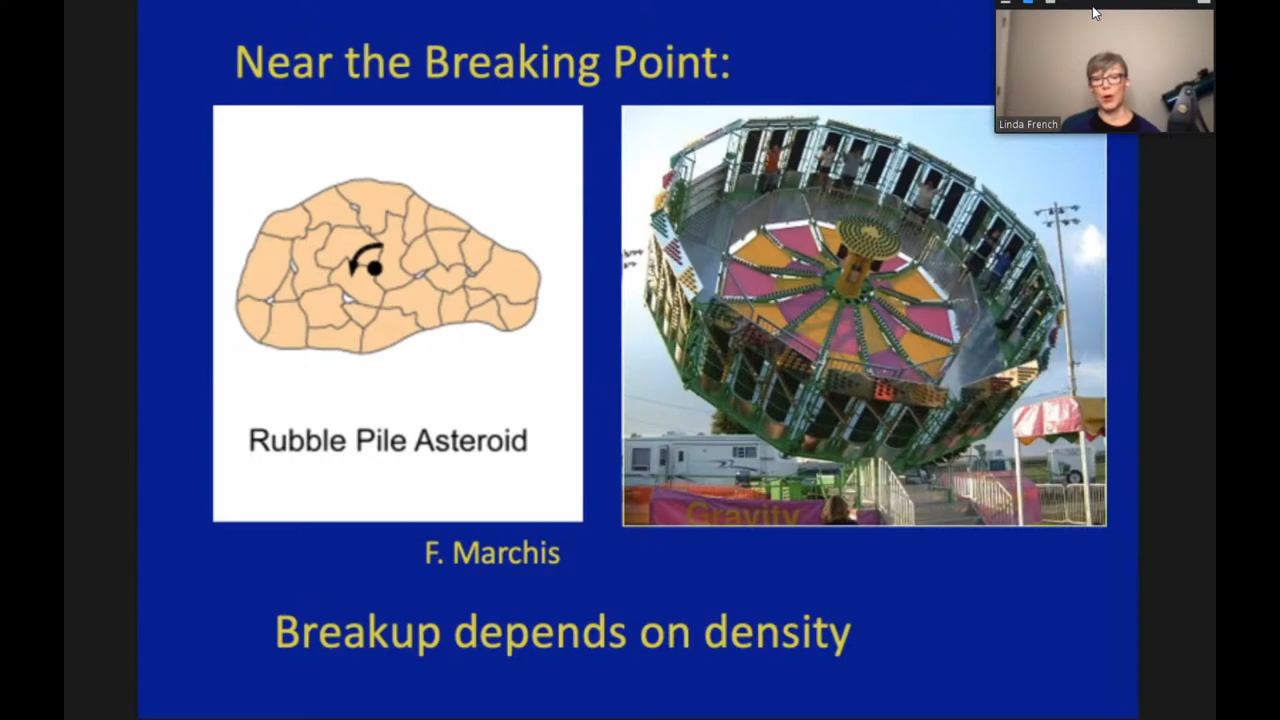 Near the Breaking Point:
Linda French
Rubble Pile Asteroid
Gravity
F. Marchis
Breakup depends on density